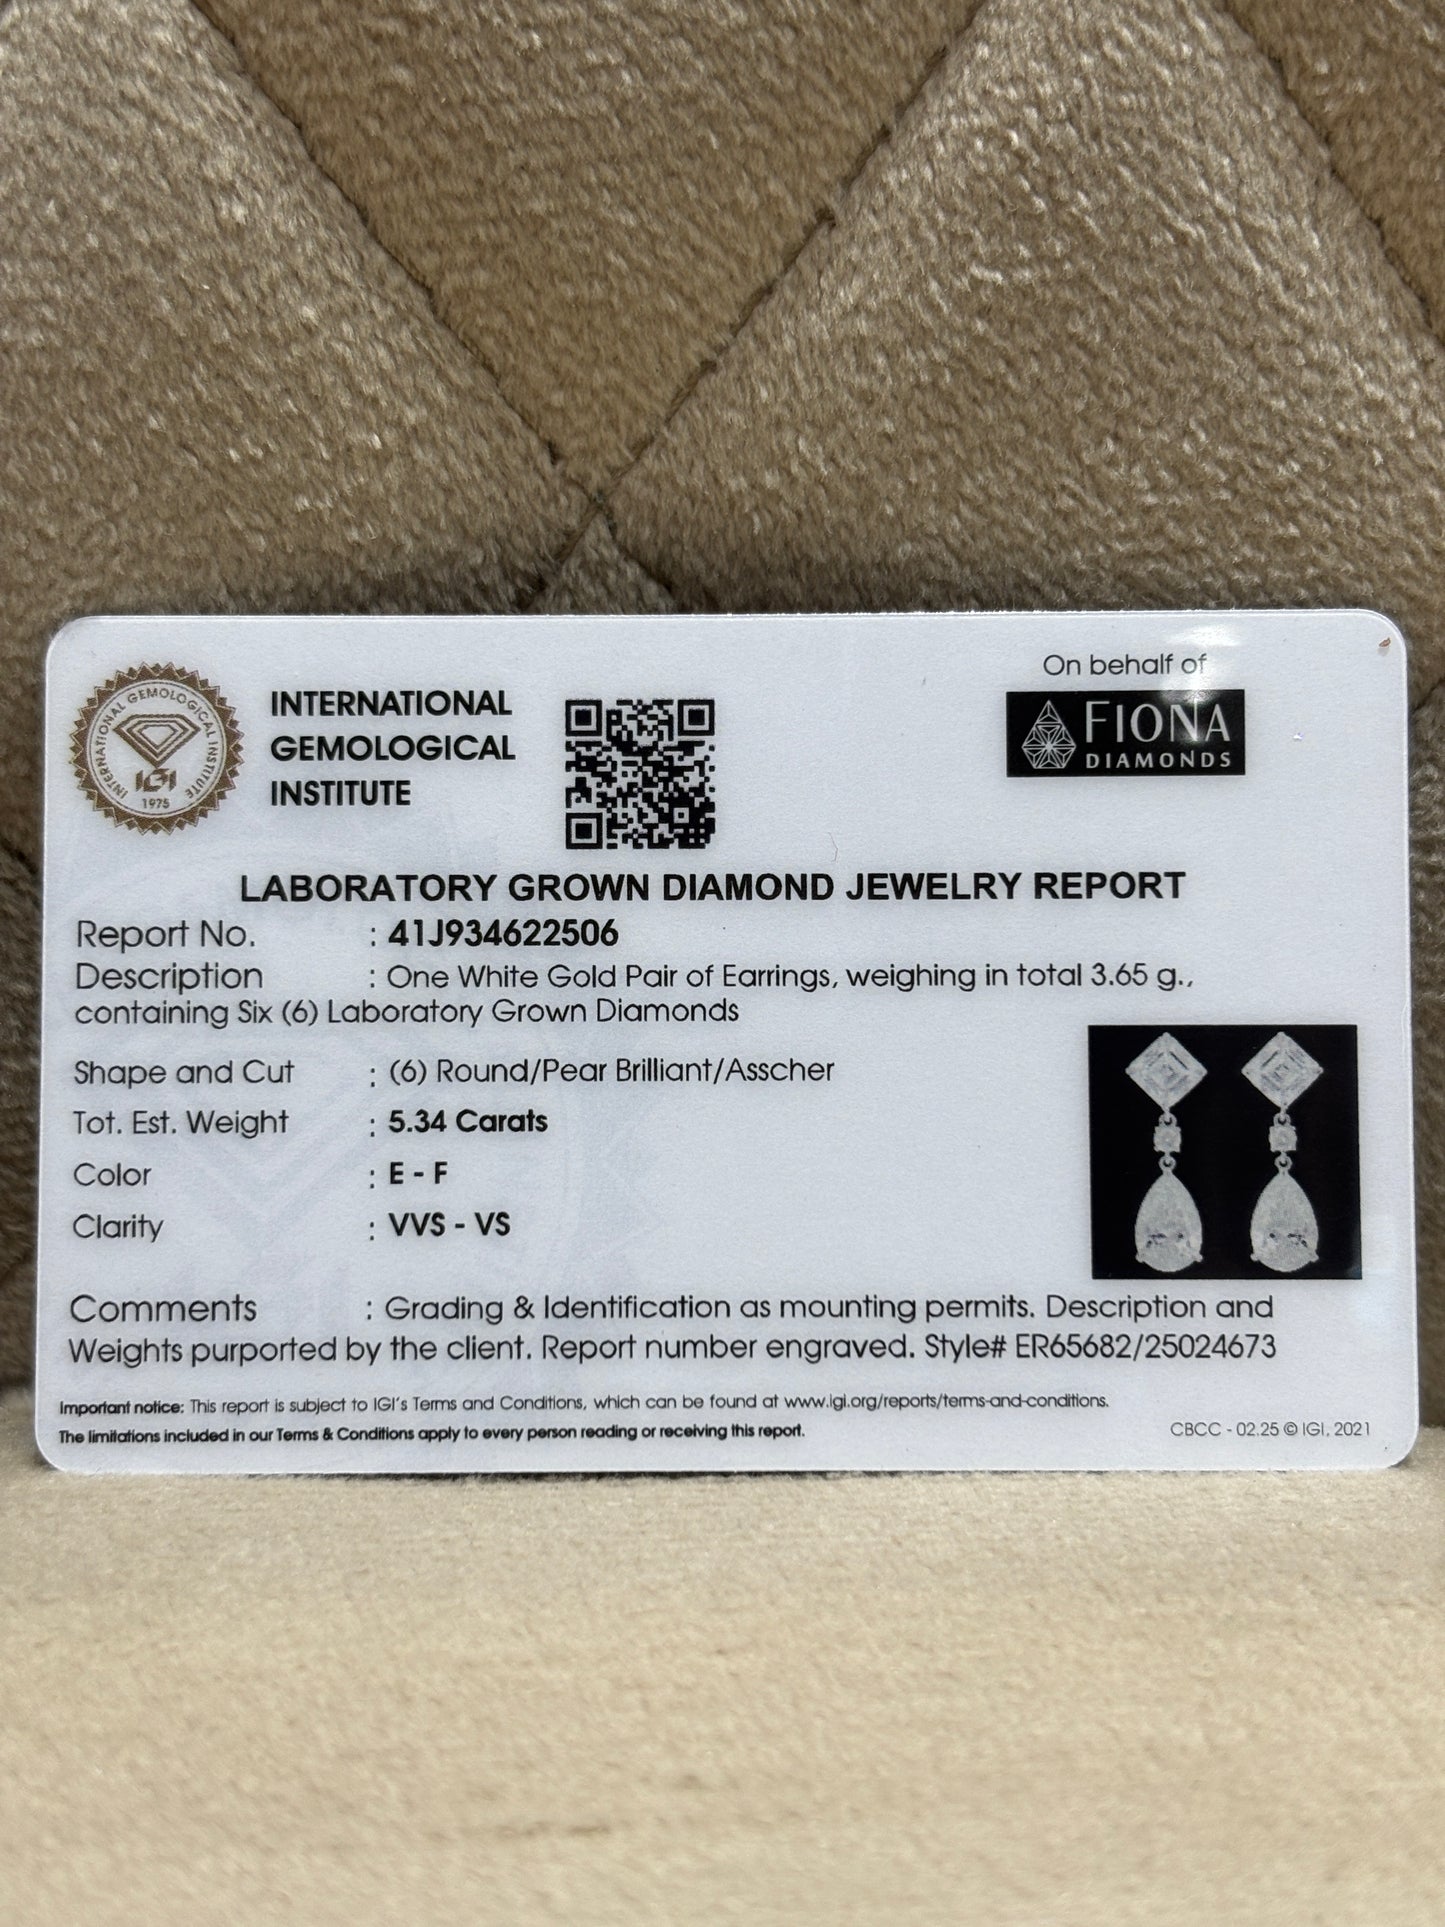 INTERNATIONAL GEMOLOGICAL INSTITUTE
IGI
1975
INTERNATIONAL
GEMOLOGICAL
INSTITUTE
On behalf of
FIONA
DIAMONDS
LABORATORY GROWN DIAMOND JEWELRY REPORT
Report No. : 41J934622506
Description : One White Gold Pair of Earrings, weighing in total 3.65 g.,
containing Six (6) Laboratory Grown Diamonds
Shape and Cut : (6) Round/Pear Brilliant/Asscher
Tot. Est. Weight : 5.34 Carats
Color : E - F
Clarity : VVS - VS
Comments : Grading & Identification as mounting permits. Description and
Weights purported by the client. Report number engraved. Style# ER65682/25024673
Important notice: This report is subject to IGI's Terms and Conditions, which can be found at www.igi.org/reports/terms-and-conditions.
The limitations included in our Terms & Conditions apply to every person reading or receiving this report.
CBCC - 02.25 © IGI, 2021